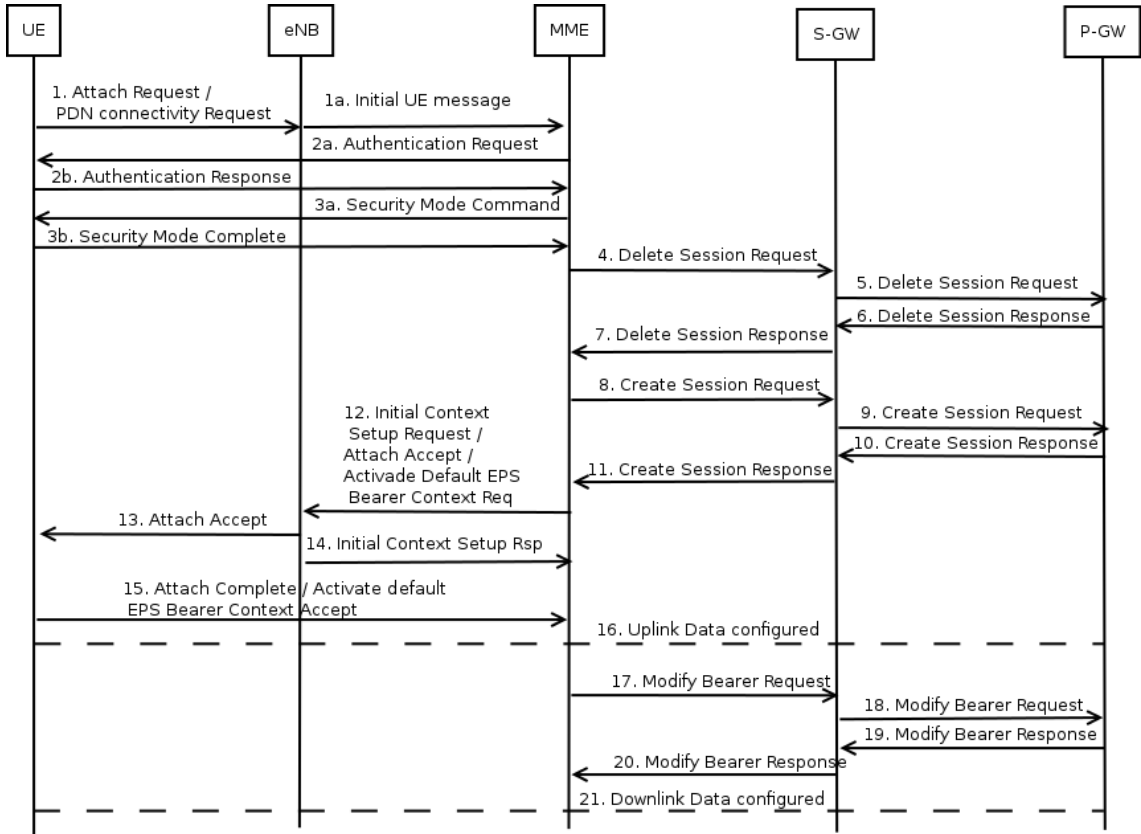 UE
eNB
MME
S-GW
P-GW
1. Attach Request /
PDN connectivity Request
1a. Initial UE message
2a. Authentication Request
2b. Authentication Response
3a. Security Mode Command
3b. Security Mode Complete
4. Delete Session Request
5. Delete Session Request
6. Delete Session Response
7. Delete Session Response
8. Create Session Request
9. Create Session Request
10. Create Session Response
11. Create Session Response
12. Initial Context
Setup Request /
Attach Accept /
Activade Default EPS
Bearer Context Req
13. Attach Accept
14. Initial Context Setup Rsp
15. Attach Complete / Activate default
EPS Bearer Context Accept
16. Uplink Data configured
17. Modify Bearer Request
18. Modify Bearer Request
19. Modify Bearer Response
20. Modify Bearer Response
21. Downlink Data configured